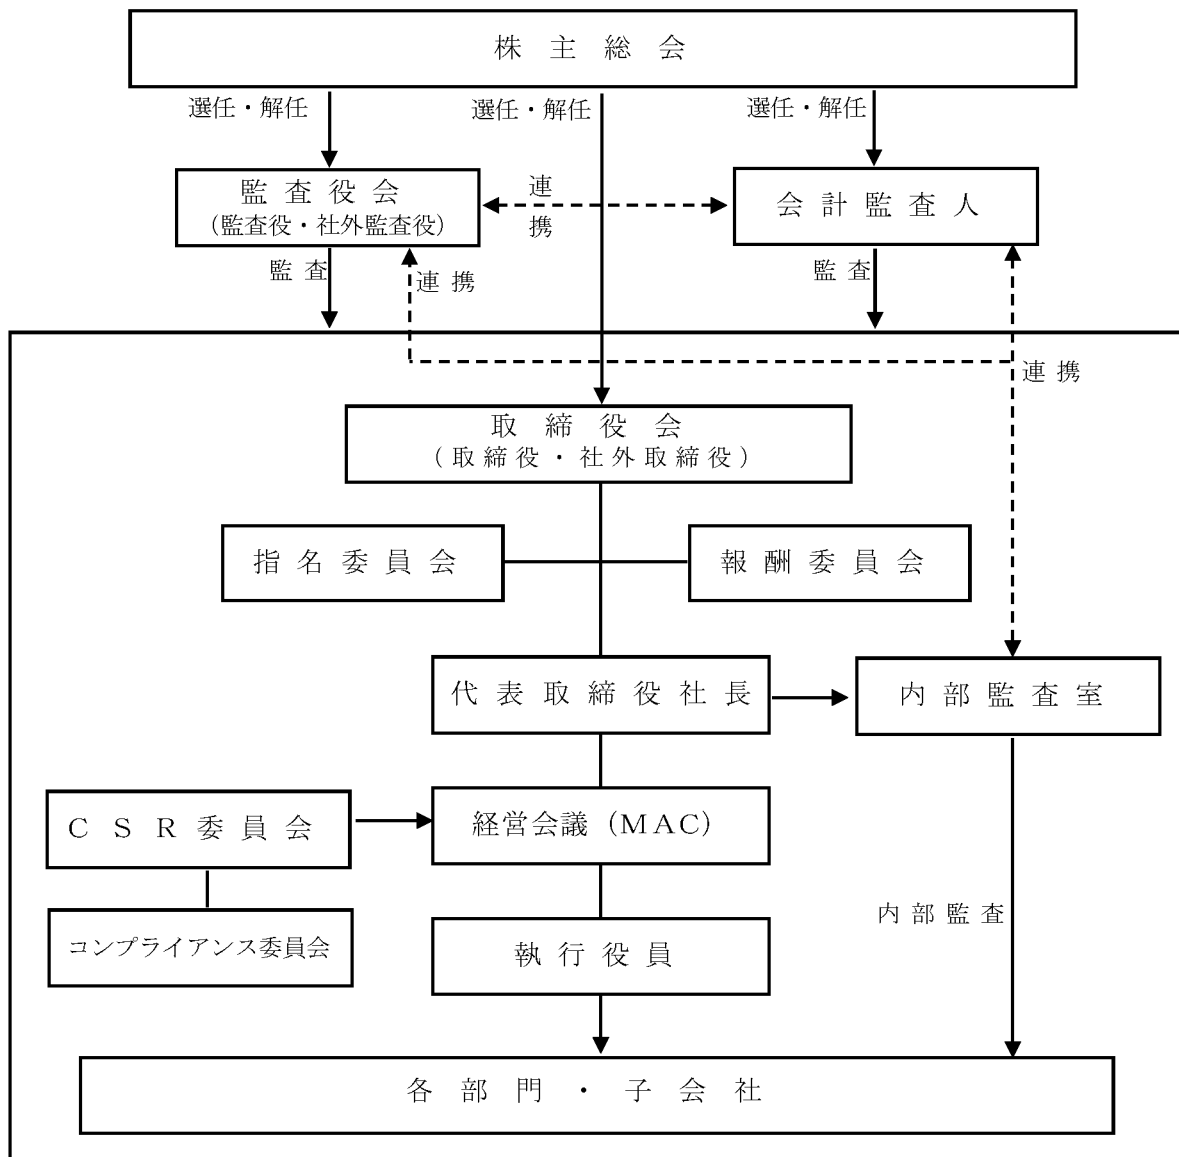 株主総会
選任・解任
選任・解任
選任・解任
監査役会
(監査役・社外監査役)
連
携
会計監査人
監査
連携
監査
連携
取締役会
(取締役・社外取締役)
指名委員会
報酬委員会
代表取締役社長
内部監査室
CSR委員会
経営会議(MAC)
内部監査
コンプライアンス委員会
執行役員
各部門・子会社